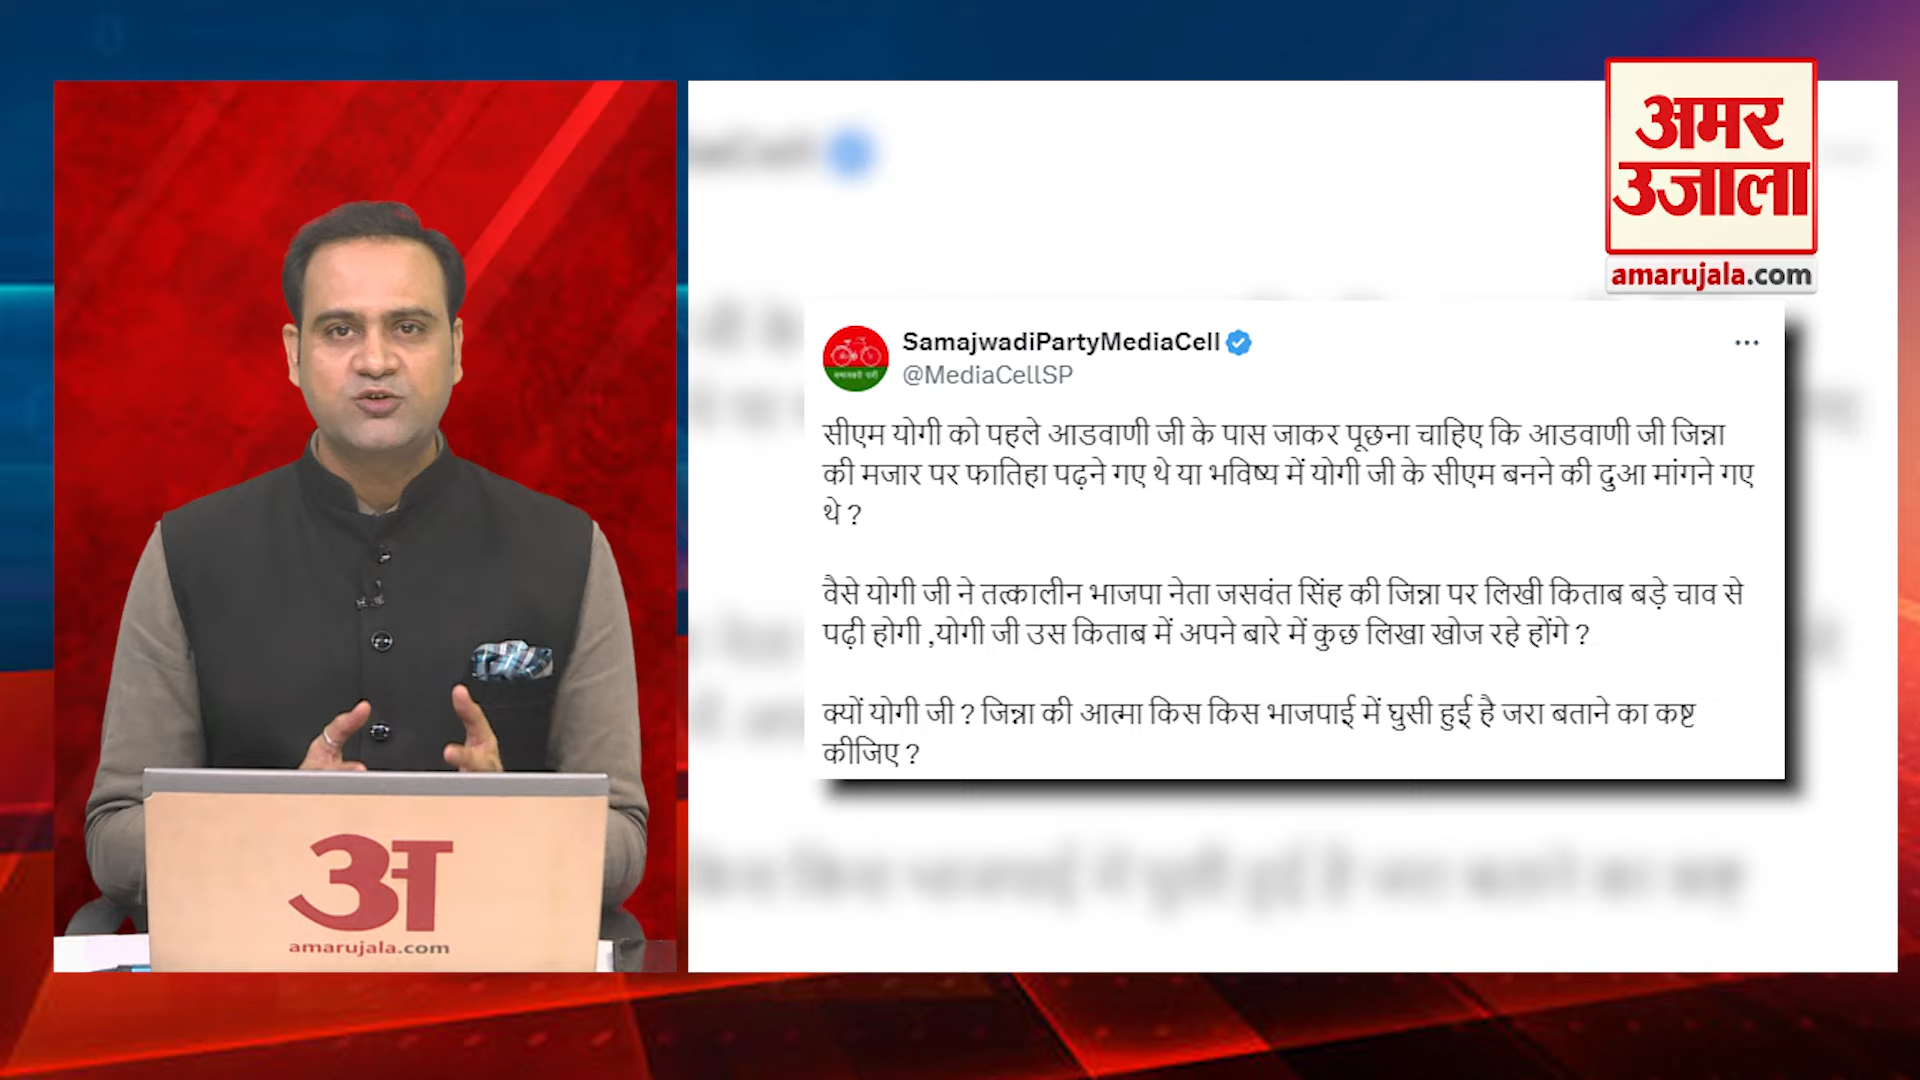 अमर
उजाला
amarujala.com
SamajwadiPartyMediaCell
@MediaCellSP
सीएम योगी को पहले आडवाणी जी के पास जाकर पूछना चाहिए कि आडवाणी जी जिन्ना
की मजार पर फातिहा पढ़ने गए थे या भविष्य में योगी जी के सीएम बनने की दुआ मांगने गए
थे ?
वैसे योगी जी ने तत्कालीन भाजपा नेता जसवंत सिंह की जिन्ना पर लिखी किताब बड़े चाव से
पढ़ी होगी ,योगी जी उस किताब में अपने बारे में कुछ लिखा खोज रहे होंगे ?
क्यों योगी जी ? जिन्ना की आत्मा किस किस भाजपाई में घुसी हुई है जरा बताने का कष्ट
कीजिए ?
अ
amarujala.com